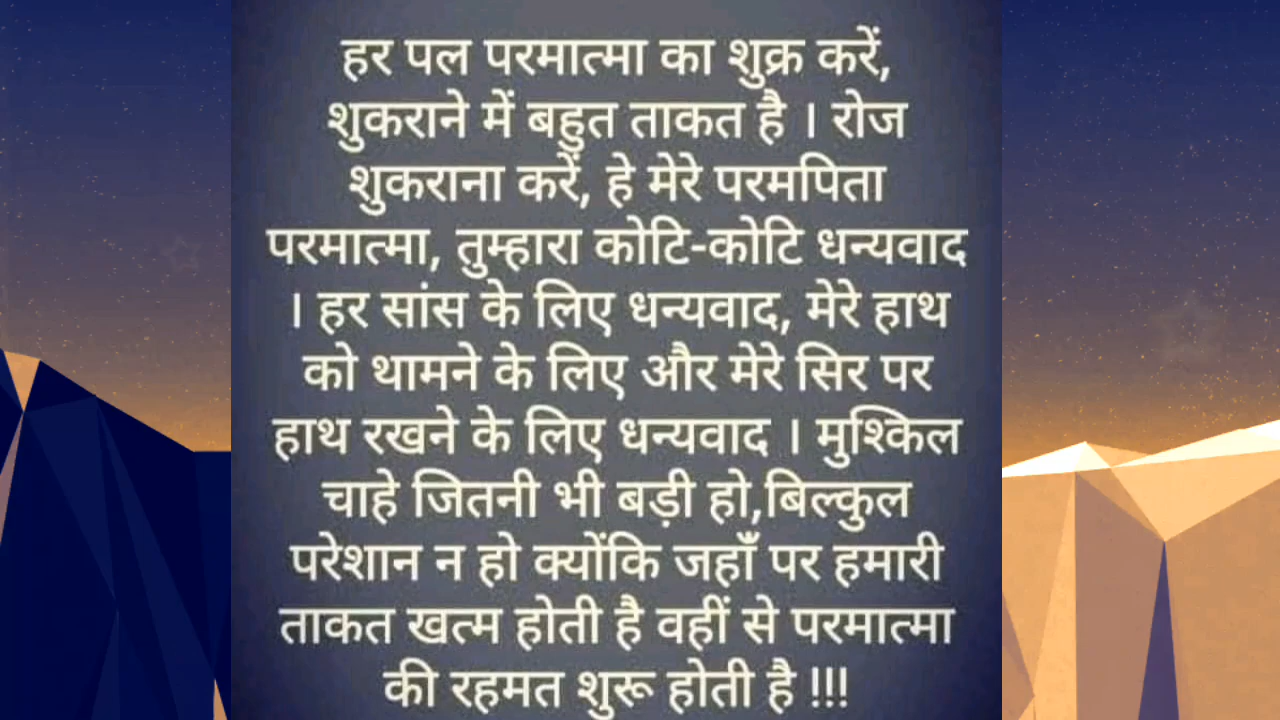 हर पल परमात्मा का शुक्र करें,
शुकराने में बहुत ताकत है । रोज
शुकराना करें, हे मेरे परमपिता
परमात्मा, तुम्हारा कोटि-कोटि धन्यवाद
। हर सांस के लिए धन्यवाद, मेरे हाथ
को थामने के लिए और मेरे सिर पर
हाथ रखने के लिए धन्यवाद । मुश्किल
चाहे जितनी भी बड़ी हो,बिल्कुल
परेशान न हो क्योंकि जहाँ पर हमारी
ताकत खत्म होती है वहीं से परमात्मा
की रहमत शुरू होती है !!!